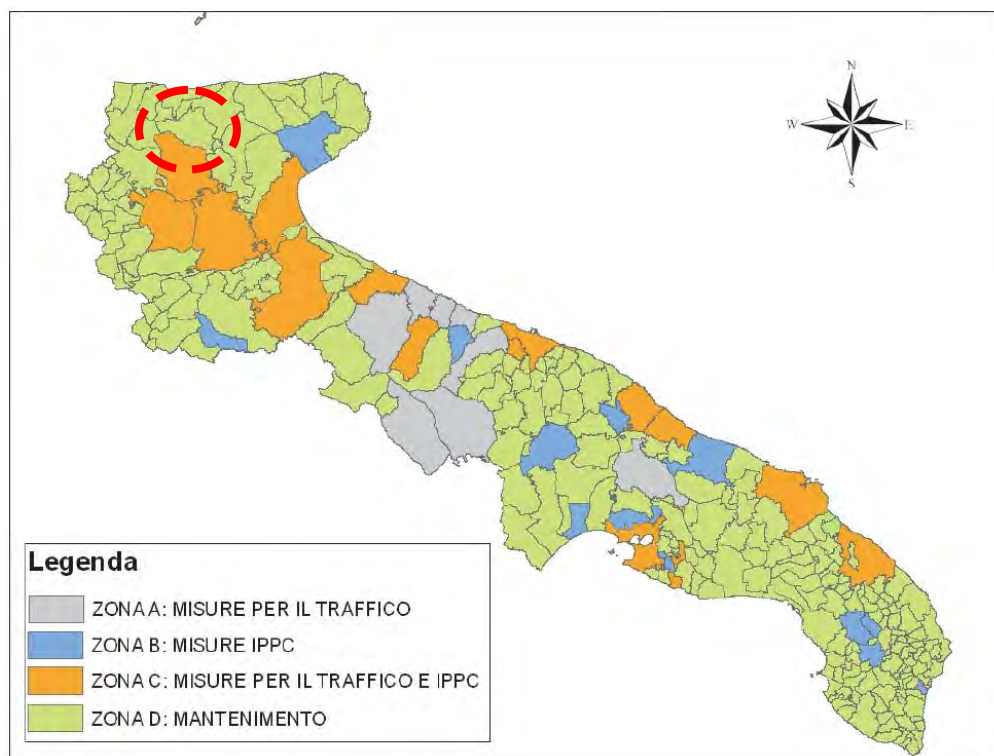 N
W E
S
Legenda
ZONA A: MISURE PER IL TRAFFICO
ZONA B: MISURE IPPC
ZONA C: MISURE PER IL TRAFFICO E IPPC
ZONA D: MANTENIMENTO